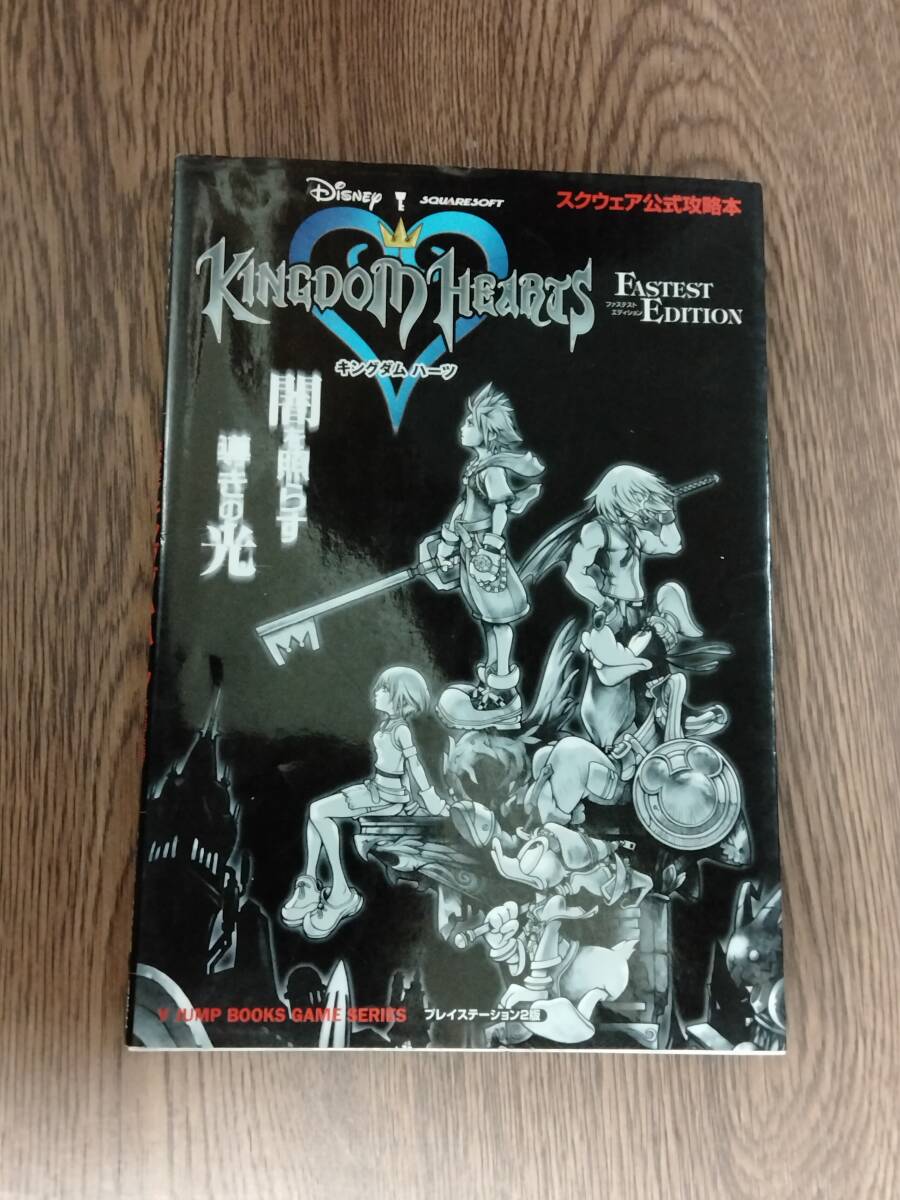 Disney SQUARESOFT
スクウェア公式攻略本
KINGDOM HEARTS
キングダム ハーツ
FASTEST
ファステスト
EDITION
エディション
闇を照らす
導きの光
V JUMP BOOKS GAME SERIES プレイステーション2版